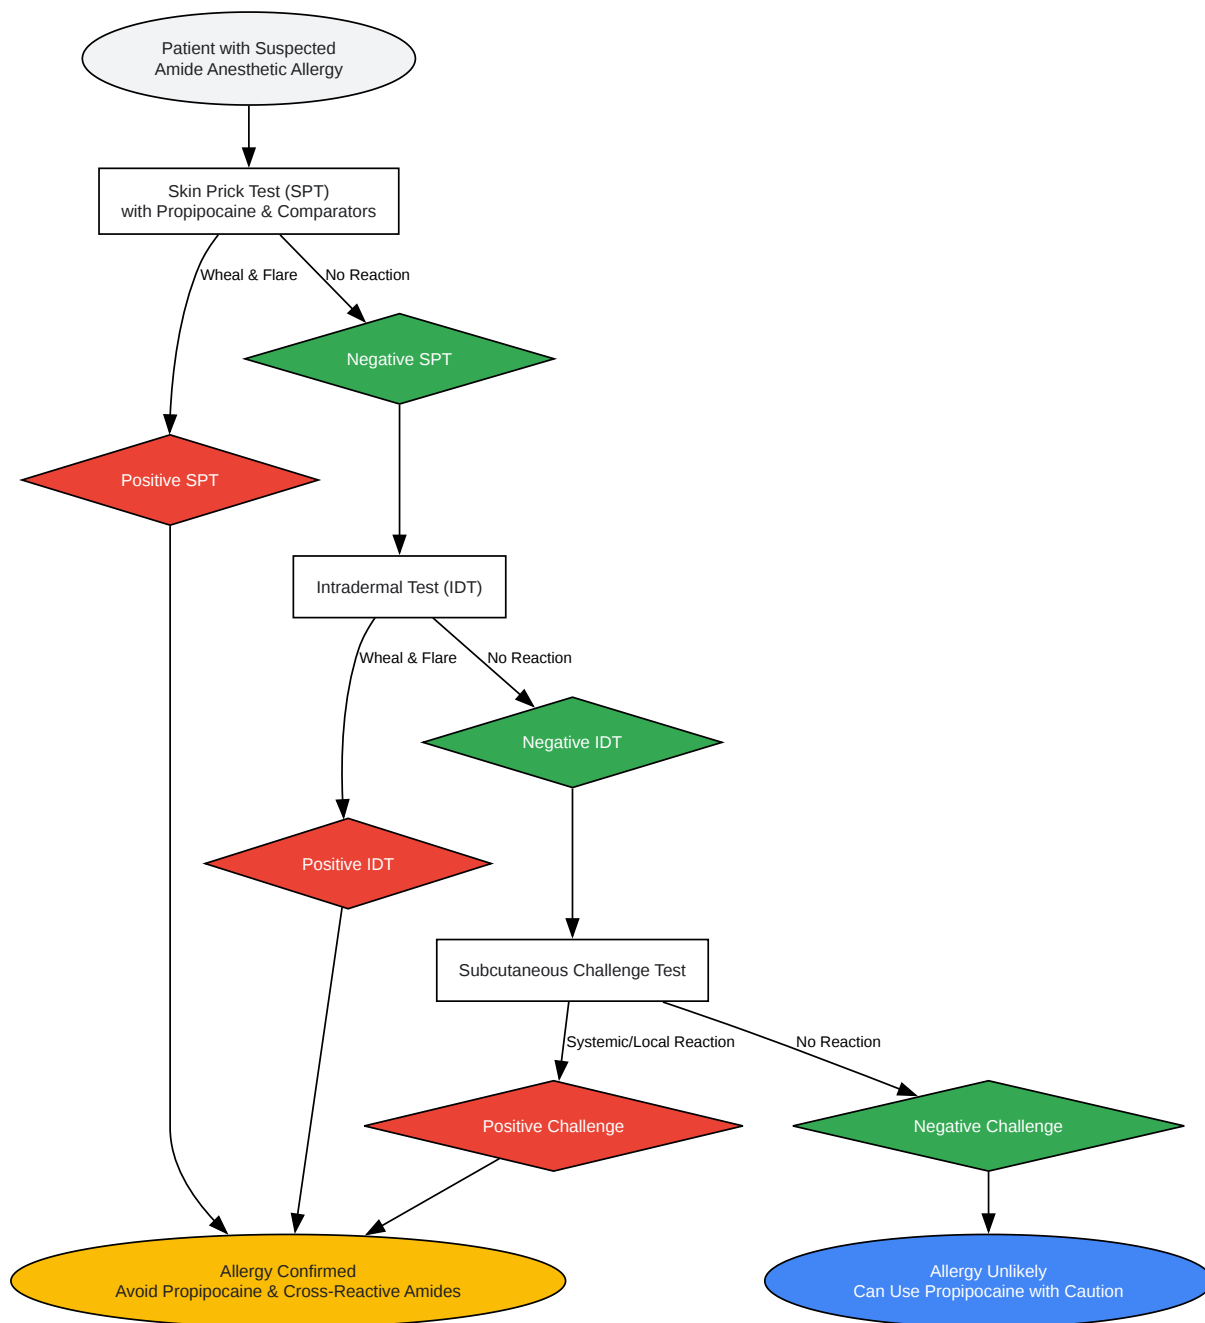 Patient with Suspected
Amide Anesthetic Allergy
Skin Prick Test (SPT)
with Propipocaine & Comparators
Wheal & Flare
No Reaction
Negative SPT
Positive SPT
Intradermal Test (IDT)
Wheal & Flare
No Reaction
Negative IDT
Positive IDT
Subcutaneous Challenge Test
Systemic/Local Reaction
No Reaction
Positive Challenge
Negative Challenge
Allergy Confirmed
Avoid Propipocaine & Cross-Reactive Amides
Allergy Unlikely
Can Use Propipocaine with Caution